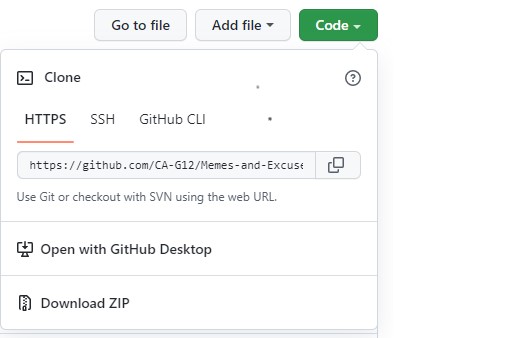 Go to file Add file Code
Clone
HTTPS SSH GitHub CLI
https://github.com/CA-G12/Memes-and-Excuse
Use Git or checkout with SVN using the web URL.
Open with GitHub Desktop
Download ZIP